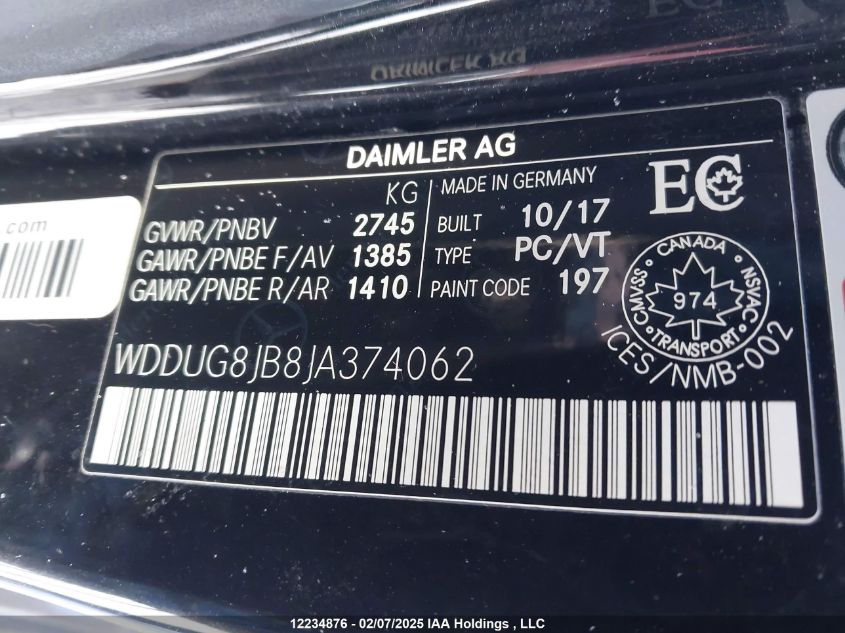 EC
DAIMLER AG
com
KG
GVWR/PNBV 2745
GAWR/PNBE F/AV 1385
GAWR/PNBE R/AR 1410
MADE IN GERMANY
BUILT 10/17
TYPE PC/VT
PAINT CODE 197
EC
CANADA
CMVSS 974 NSVAC
TRANSPORT
ICES/NMB-002
WDDUG8JB8JA374062
12234876 - 02/07/2025 IAA Holdings , LLC